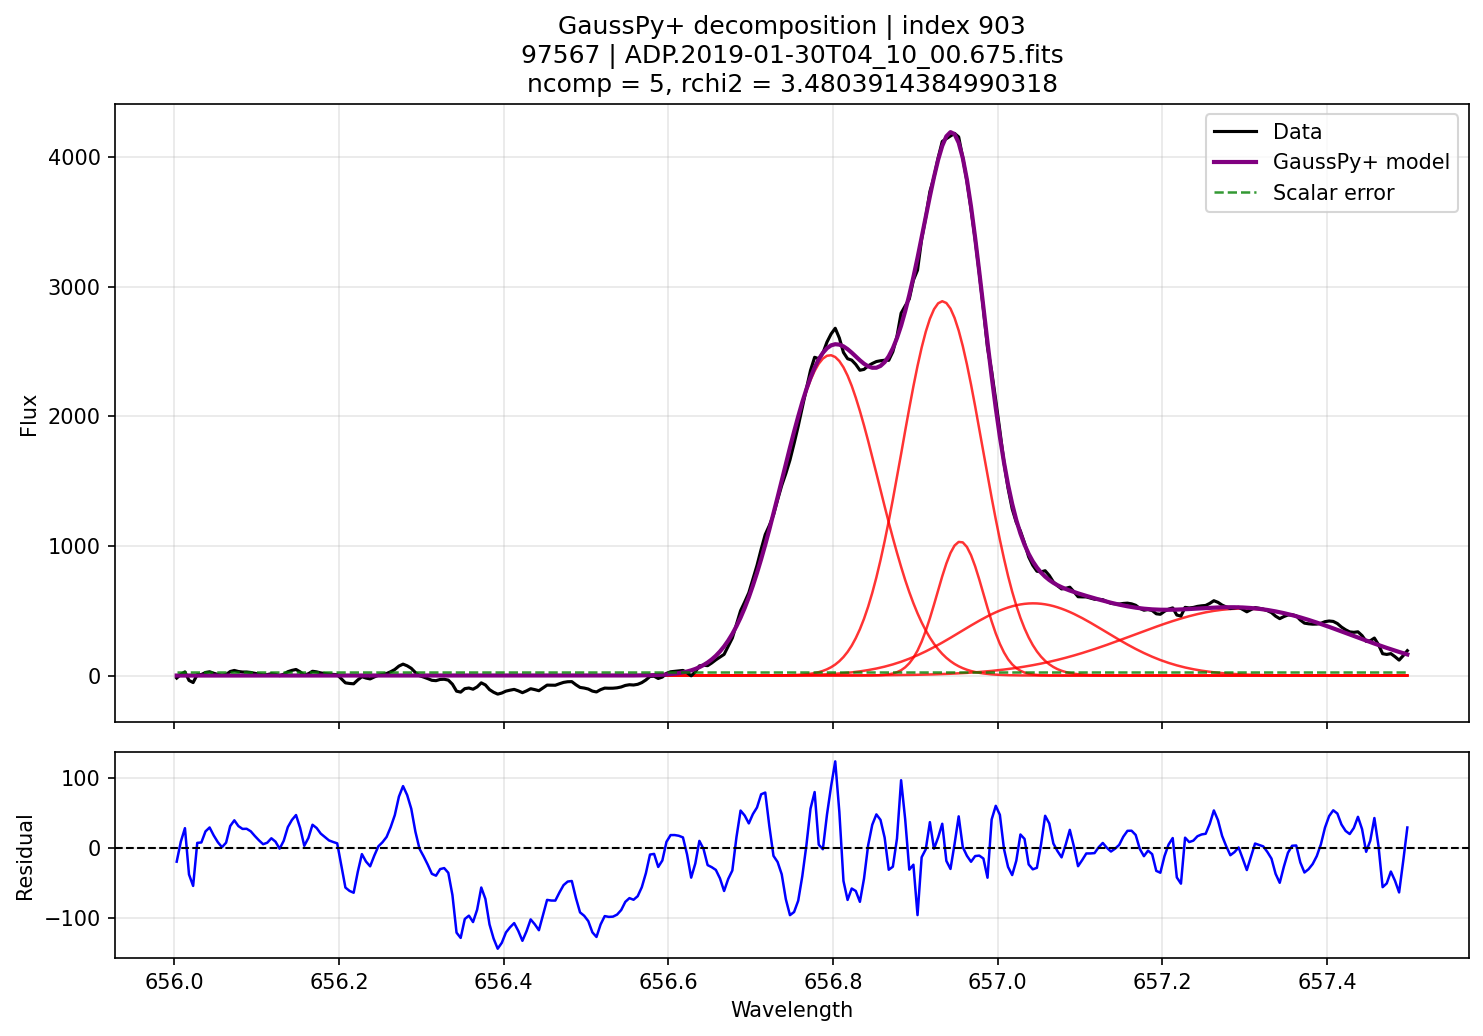 GaussPy+ decomposition | index 903
97567 | ADP.2019-01-30T04_10_00.675.fits
ncomp = 5, rchi2 = 3.4803914384990318
Data
GaussPy+ model
Scalar error
4000
3000
2000
1000
0
Flux
100
0
−100
Residual
656.0 656.2 656.4 656.6 656.8 657.0 657.2 657.4
Wavelength